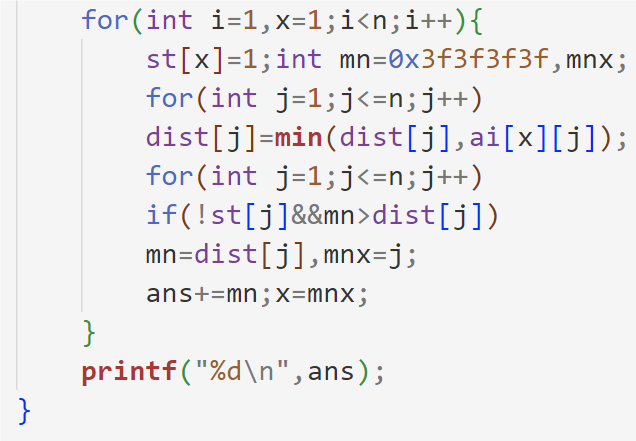 for(int i=1,x=1;i<n;i++){
st[x]=1;int mn=0x3f3f3f3f,mnx;
for(int j=1;j<=n;j++)
dist[j]=min(dist[j],ai[x][j]);
for(int j=1;j<=n;j++)
if(!st[j]&&mn>dist[j])
mn=dist[j],mnx=j;
ans+=mn;x=mnx;
}
printf("%d\n",ans);
}